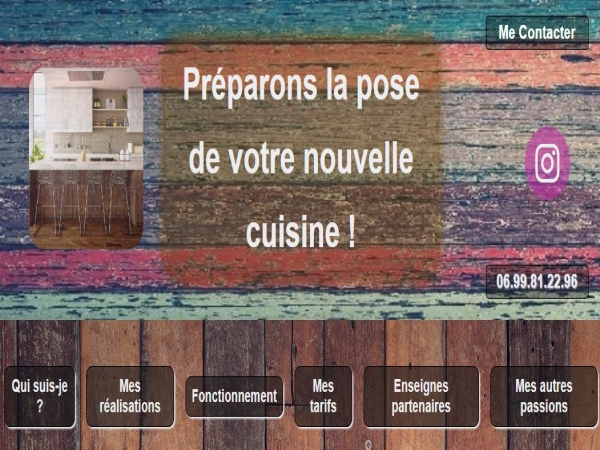 Me Contacter
Préparons la pose
de votre nouvelle
cuisine !
06.99.81.22.96
Qui suis-je
?
Mes
réalisations
Fonctionnement
Mes
tarifs
Enseignes
partenaires
Mes autres
passions